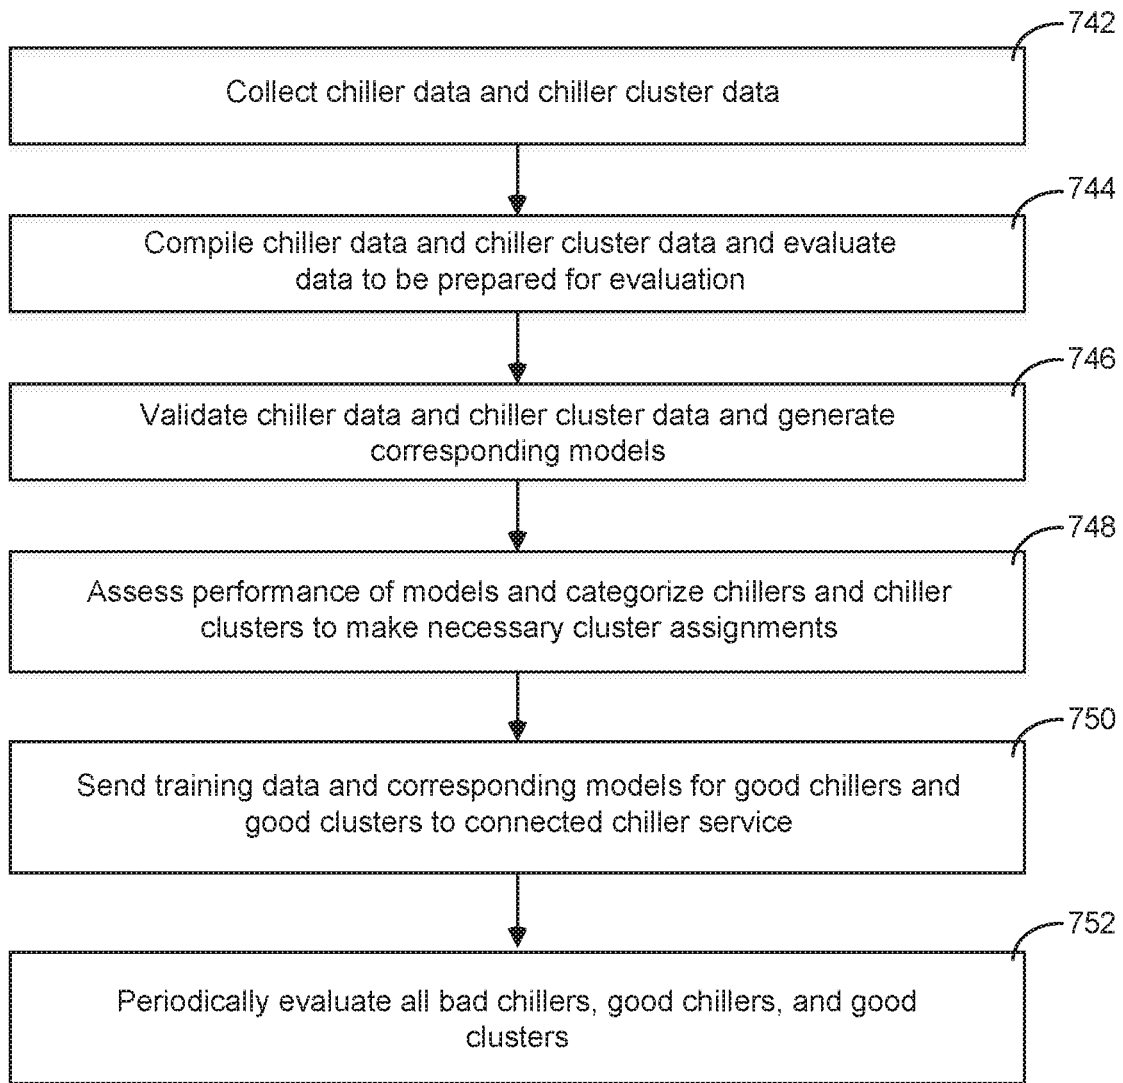 742
Collect chiller data and chiller cluster data
744
Compile chiller data and chiller cluster data and evaluate
data to be prepared for evaluation
746
Validate chiller data and chiller cluster data and generate
corresponding models
748
Assess performance of models and categorize chillers and chiller
clusters to make necessary cluster assignments
750
Send training data and corresponding models for good chillers and
good clusters to connected chiller service
752
Periodically evaluate all bad chillers, good chillers, and good
clusters